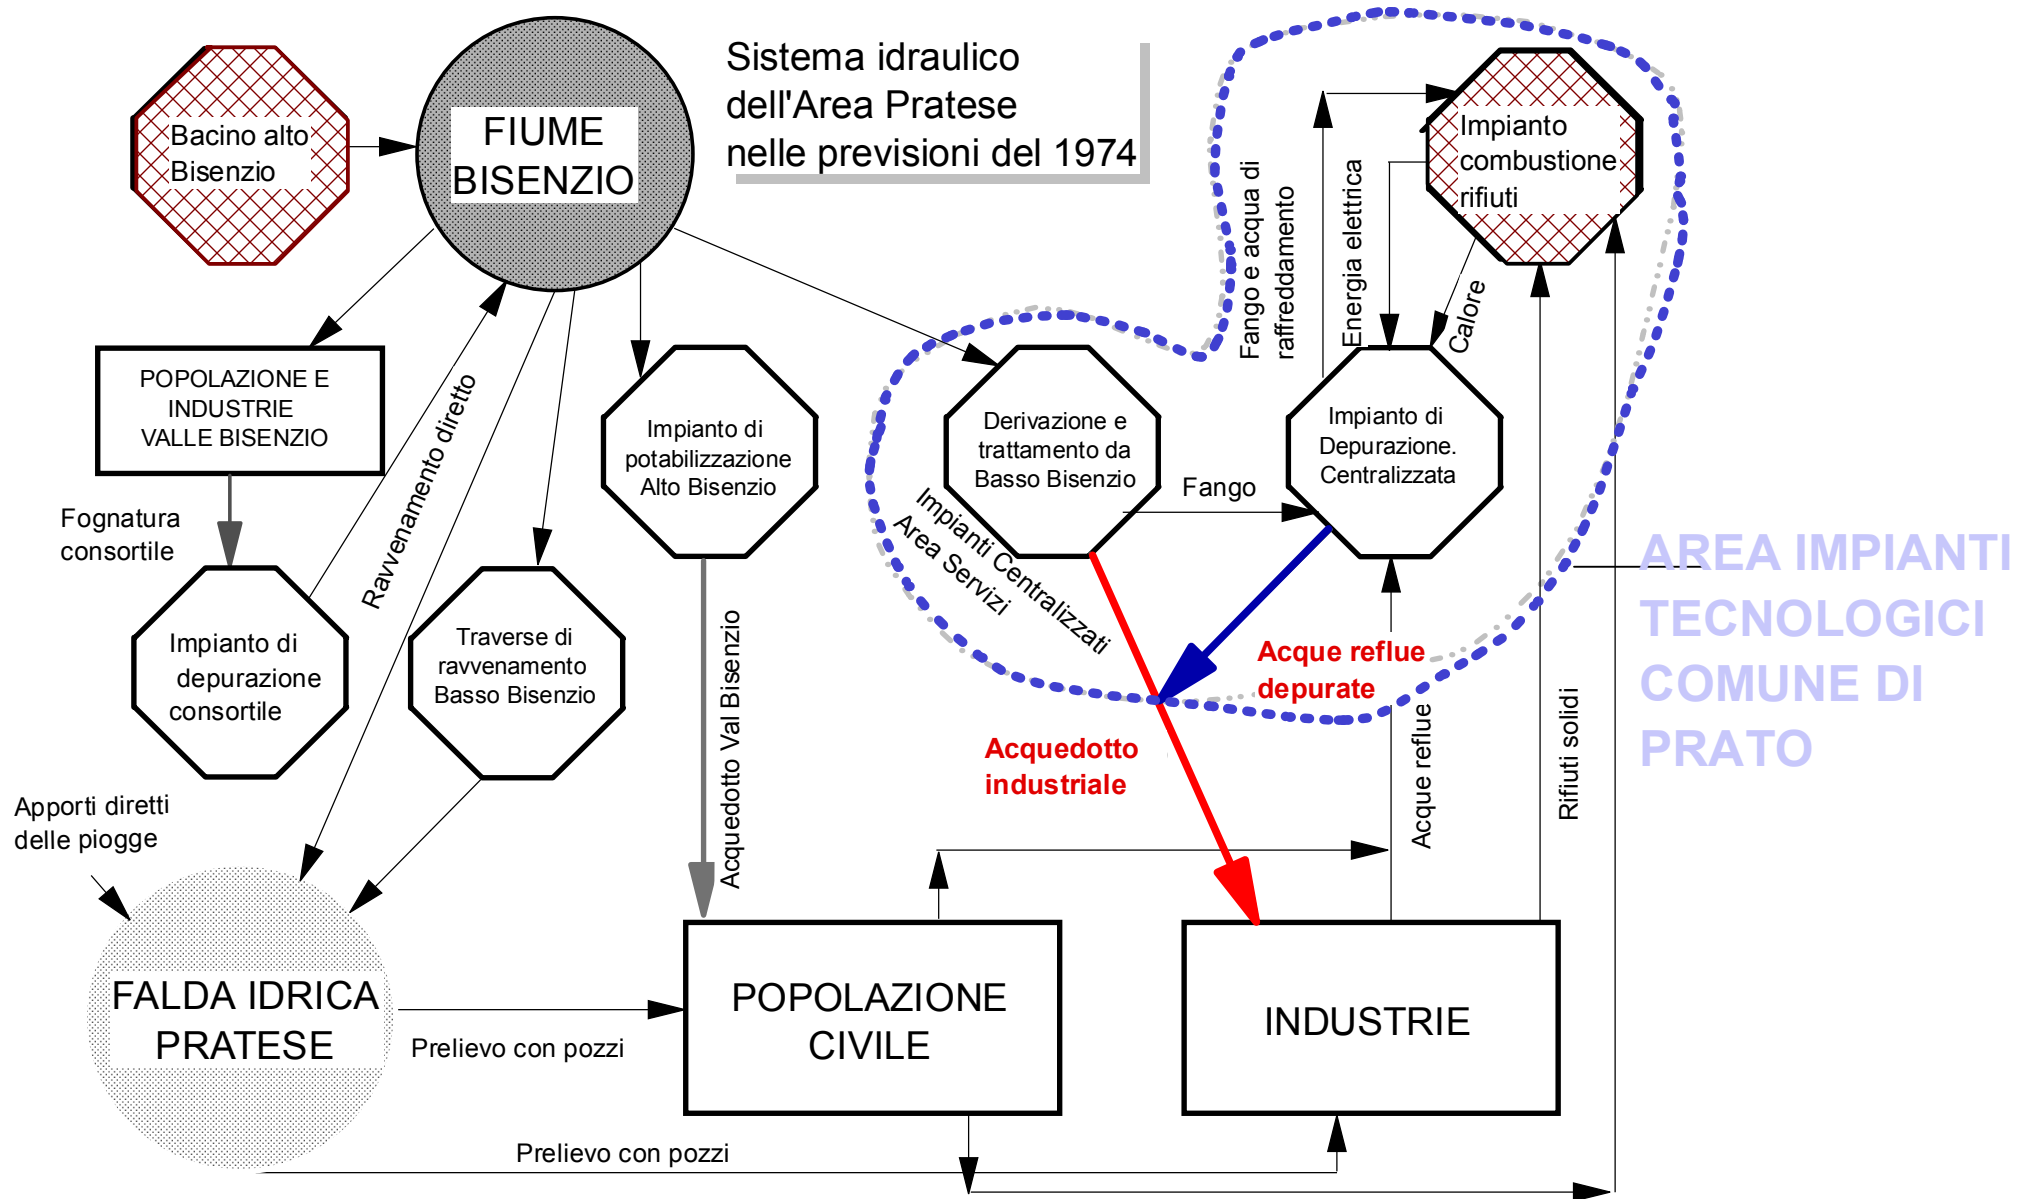 Sistema idraulico
dell'Area Pratese
nelle previsioni del 1974
Bacino alto
Bisenzio
FIUME
BISENZIO
Impianto
combustione
rifiuti
Fango e acqua di
raffreddamento
Energia elettrica
Calore
POPOLAZIONE E
INDUSTRIE
VALLE BISENZIO
Ravvenamento diretto
Impianto di
potabilizzazione
Alto Bisenzio
Derivazione e
trattamento da
Basso Bisenzio
Impianto di
Depurazione.
Centralizzata
Fango
Fognatura
consortile
Impianti Centralizzati
Area Servizi
AREA IMPIANTI
TECNOLOGICI
COMUNE DI
PRATO
Impianto di
depurazione
consortile
Traverse di
ravvenamento
Basso Bisenzio
Acquedotto Val Bisenzio
Acque reflue
depurate
Acquedotto
industriale
Acque reflue
Rifiuti solidi
Apporti diretti
delle piogge
FALDA IDRICA
PRATESE
Prelievo con pozzi
POPOLAZIONE
CIVILE
INDUSTRIE
Prelievo con pozzi